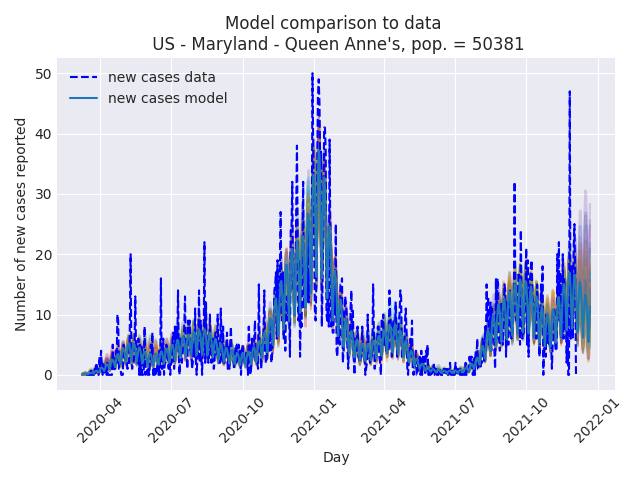 Model comparison to data
US - Maryland - Queen Anne's, pop. = 50381
new cases data
new cases model
Number of new cases reported
50
40
30
20
10
0
2020-04
2020-07
2020-10
2021-01
2021-04
2021-07
2021-10
2022-01
Day